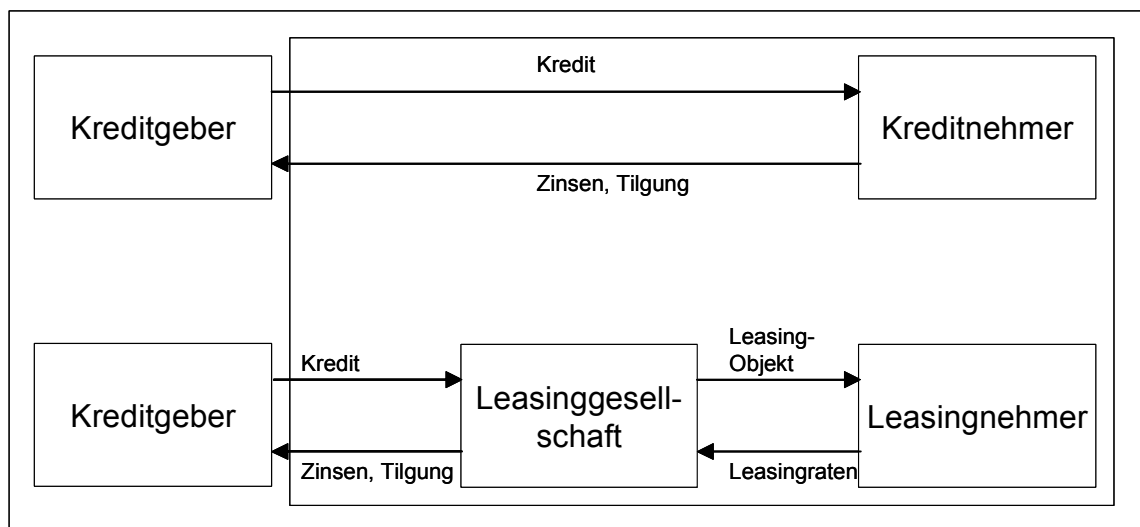 Kredit
Kreditgeber
Kreditnehmer
Zinsen, Tilgung
Leasing-
Objekt
Kredit
Kreditgeber
Leasinggesell-
schaft
Leasingnehmer
Zinsen, Tilgung
Leasingraten